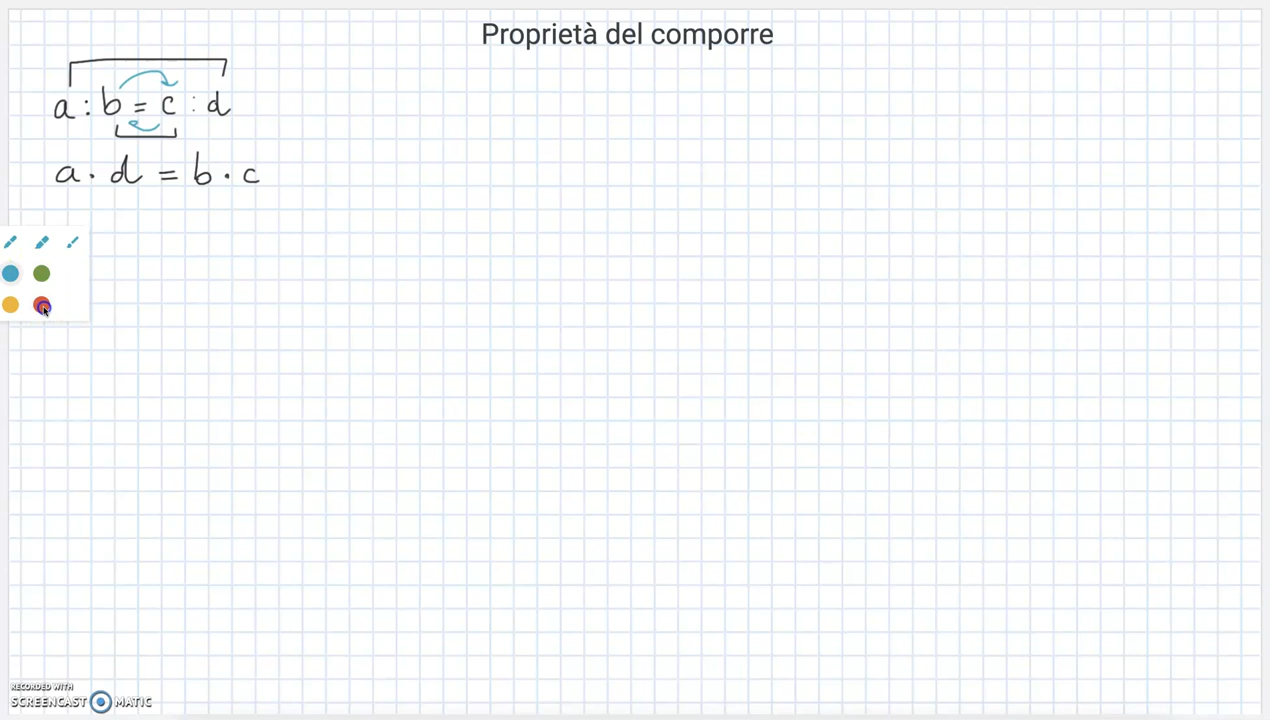 Proprietà del comporre
a : b = c : d
a · d = b · c
RECORDED WITH
SCREENCAST MATIC